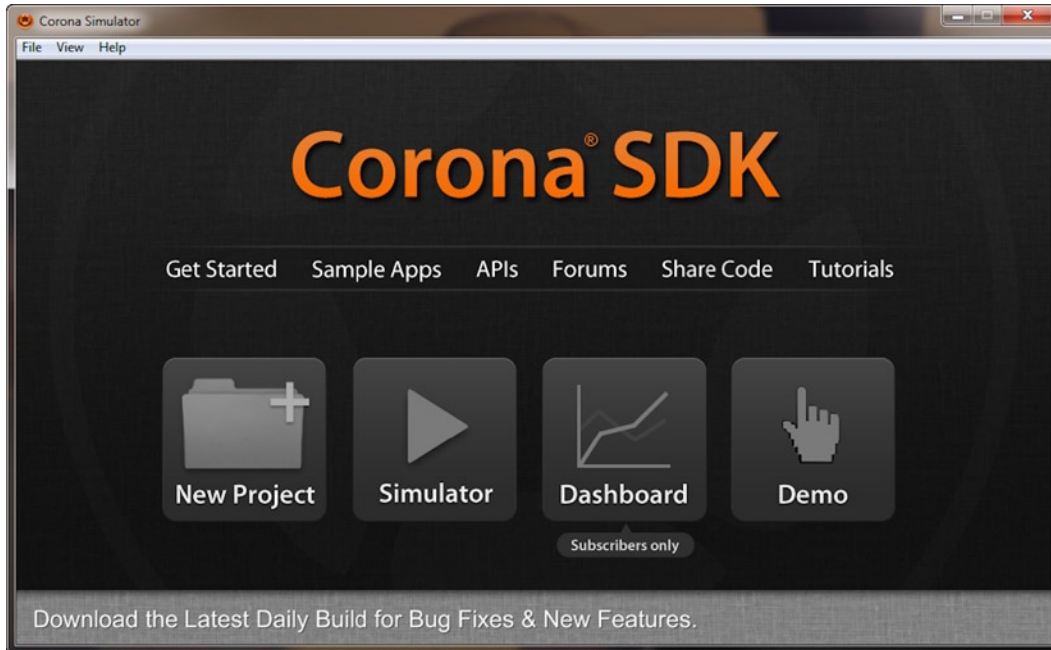 Corona Simulator
File View Help
Corona® SDK
Get Started Sample Apps APIs Forums Share Code Tutorials
New Project Simulator Dashboard Demo
Subscribers only
Download the Latest Daily Build for Bug Fixes & New Features.